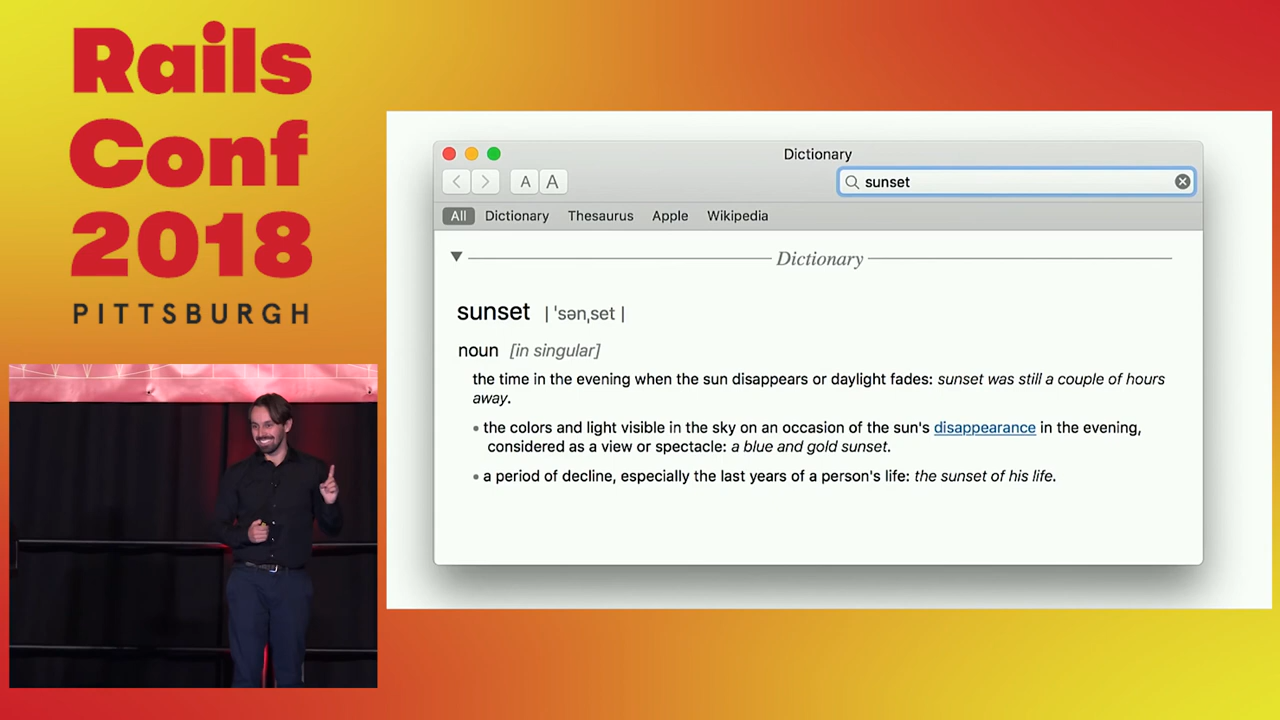 Rails
Conf
2018
PITTSBURGH
Dictionary
A A
sunset
All Dictionary Thesaurus Apple Wikipedia
Dictionary
sunset | ˈsənˌset |
noun [in singular]
the time in the evening when the sun disappears or daylight fades: sunset was still a couple of hours
away.
• the colors and light visible in the sky on an occasion of the sun's disappearance in the evening,
considered as a view or spectacle: a blue and gold sunset.
• a period of decline, especially the last years of a person's life: the sunset of his life.